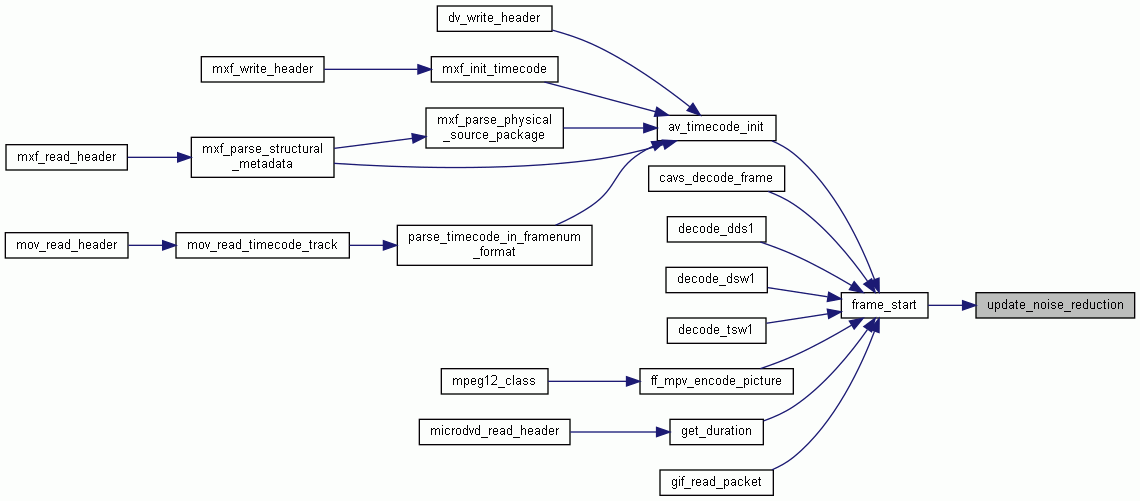 dv_write_header
mxf_write_header
mxf_init_timecode
mxf_parse_physical
_source_package
av_timecode_init
mxf_read_header
mxf_parse_structural
_metadata
cavs_decode_frame
mov_read_header
mov_read_timecode_track
parse_timecode_in_framenum
_format
decode_dds1
decode_dsw1
frame_start
update_noise_reduction
decode_tsw1
mpeg12_class
ff_mpv_encode_picture
microdvd_read_header
get_duration
gif_read_packet